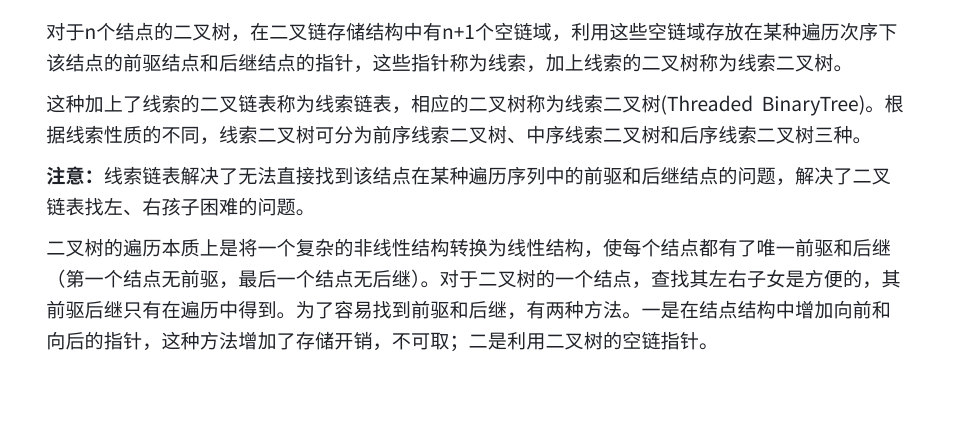 对于n个结点的二叉树，在二叉链存储结构中有n+1个空链域，利用这些空链域存放在某种遍历次序下
该结点的前驱结点和后继结点的指针，这些指针称为线索，加上线索的二叉树称为线索二叉树。
这种加上了线索的二叉链表称为线索链表，相应的二叉树称为线索二叉树(Threaded BinaryTree)。根
据线索性质的不同，线索二叉树可分为前序线索二叉树、中序线索二叉树和后序线索二叉树三种。
注意：线索链表解决了无法直接找到该结点在某种遍历序列中的前驱和后继结点的问题，解决了二叉
链表找左、右孩子困难的问题。
二叉树的遍历本质上是将一个复杂的非线性结构转换为线性结构，使每个结点都有了唯一前驱和后继
（第一个结点无前驱，最后一个结点无后继）。对于二叉树的一个结点，查找其左右子女是方便的，其
前驱后继只有在遍历中得到。为了容易找到前驱和后继，有两种方法。一是在结点结构中增加向前和
向后的指针，这种方法增加了存储开销，不可取；二是利用二叉树的空链指针。